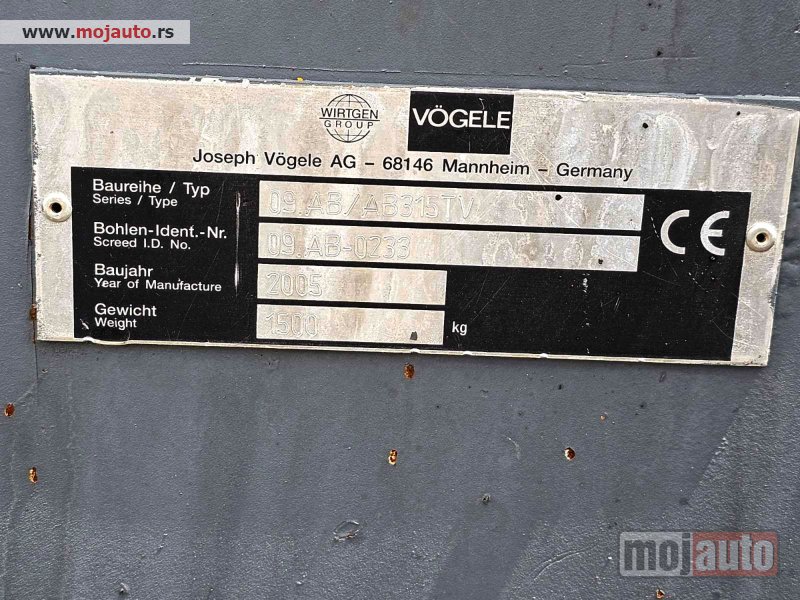 www.mojauto.rs
WIRTGEN
GROUP
VÖGELE
Joseph Vögele AG – 68146 Mannheim – Germany
Baureihe / Typ
Series / Type
09.AB/AB315TV
Bohlen-Ident.-Nr.
Screed I.D. No.
09.AB-0233
Baujahr
Year of Manufacture
2005
Gewicht
Weight
1500
kg
CE
mojauto